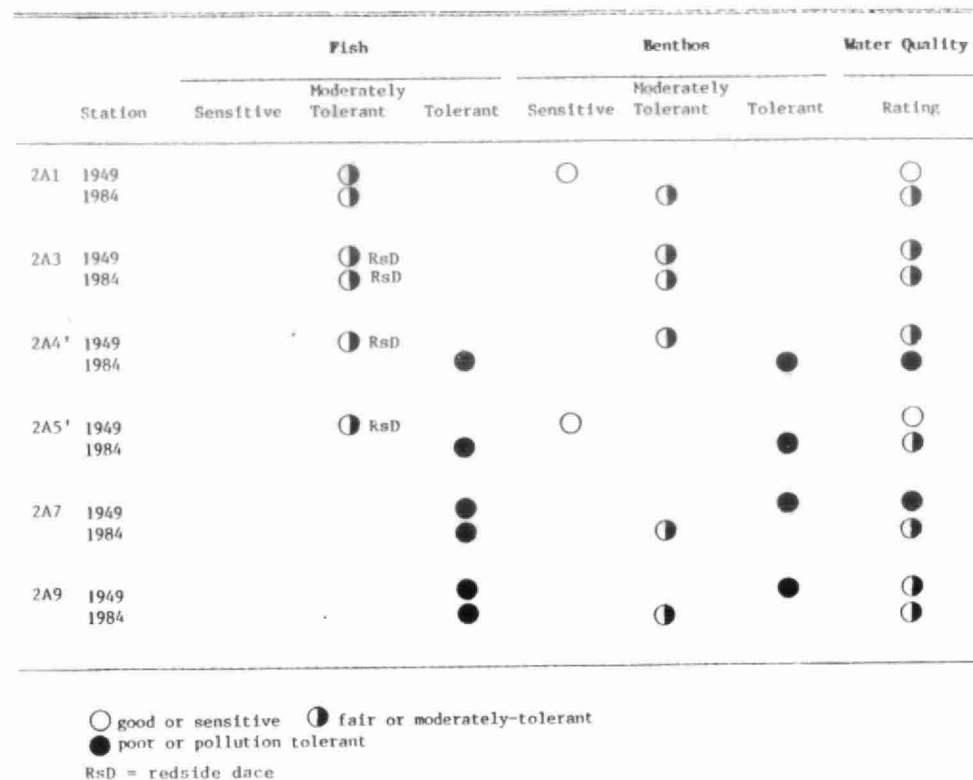 Fish Benthos Water Quality
Moderately Moderately
Station Sensitive Tolerant Tolerant Sensitive Tolerant Tolerant Rating
2A1 1949
1984
2A3 1949 RsD
1984 RsD
2A4' 1949 RsD
1984
2A5' 1949 RsD
1984
2A7 1949
1984
2A9 1949
1984
good or sensitive fair or moderately-tolerant
poor or pollution tolerant
RsD = redside dace